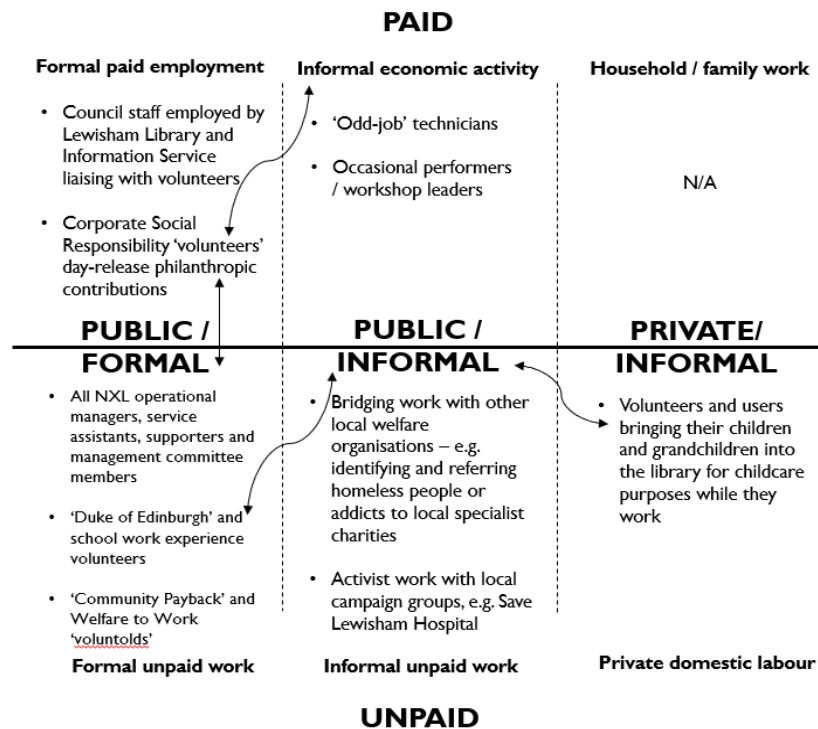 PAID
Formal paid employment
• Council staff employed by
Lewisham Library and
Information Service
liaising with volunteers
• Corporate Social
Responsibility ‘volunteers’
day-release philanthropic
contributions
Informal economic activity
• ‘Odd-job’ technicians
• Occasional performers
/ workshop leaders
Household / family work
N/A
PUBLIC /
FORMAL
PUBLIC /
INFORMAL
PRIVATE/
INFORMAL
• All NXL operational
managers, service
assistants, supporters and
management committee
members
• ‘Duke of Edinburgh’ and
school work experience
volunteers
• ‘Community Payback’ and
Welfare to Work
‘voluntolds’
Formal unpaid work
• Bridging work with other
local welfare
organisations – e.g.
identifying and referring
homeless people or
addicts to local specialist
charities
• Activist work with local
campaign groups, e.g. Save
Lewisham Hospital
Informal unpaid work
• Volunteers and users
bringing their children
and grandchildren into
the library for childcare
purposes while they
work
Private domestic labour
UNPAID